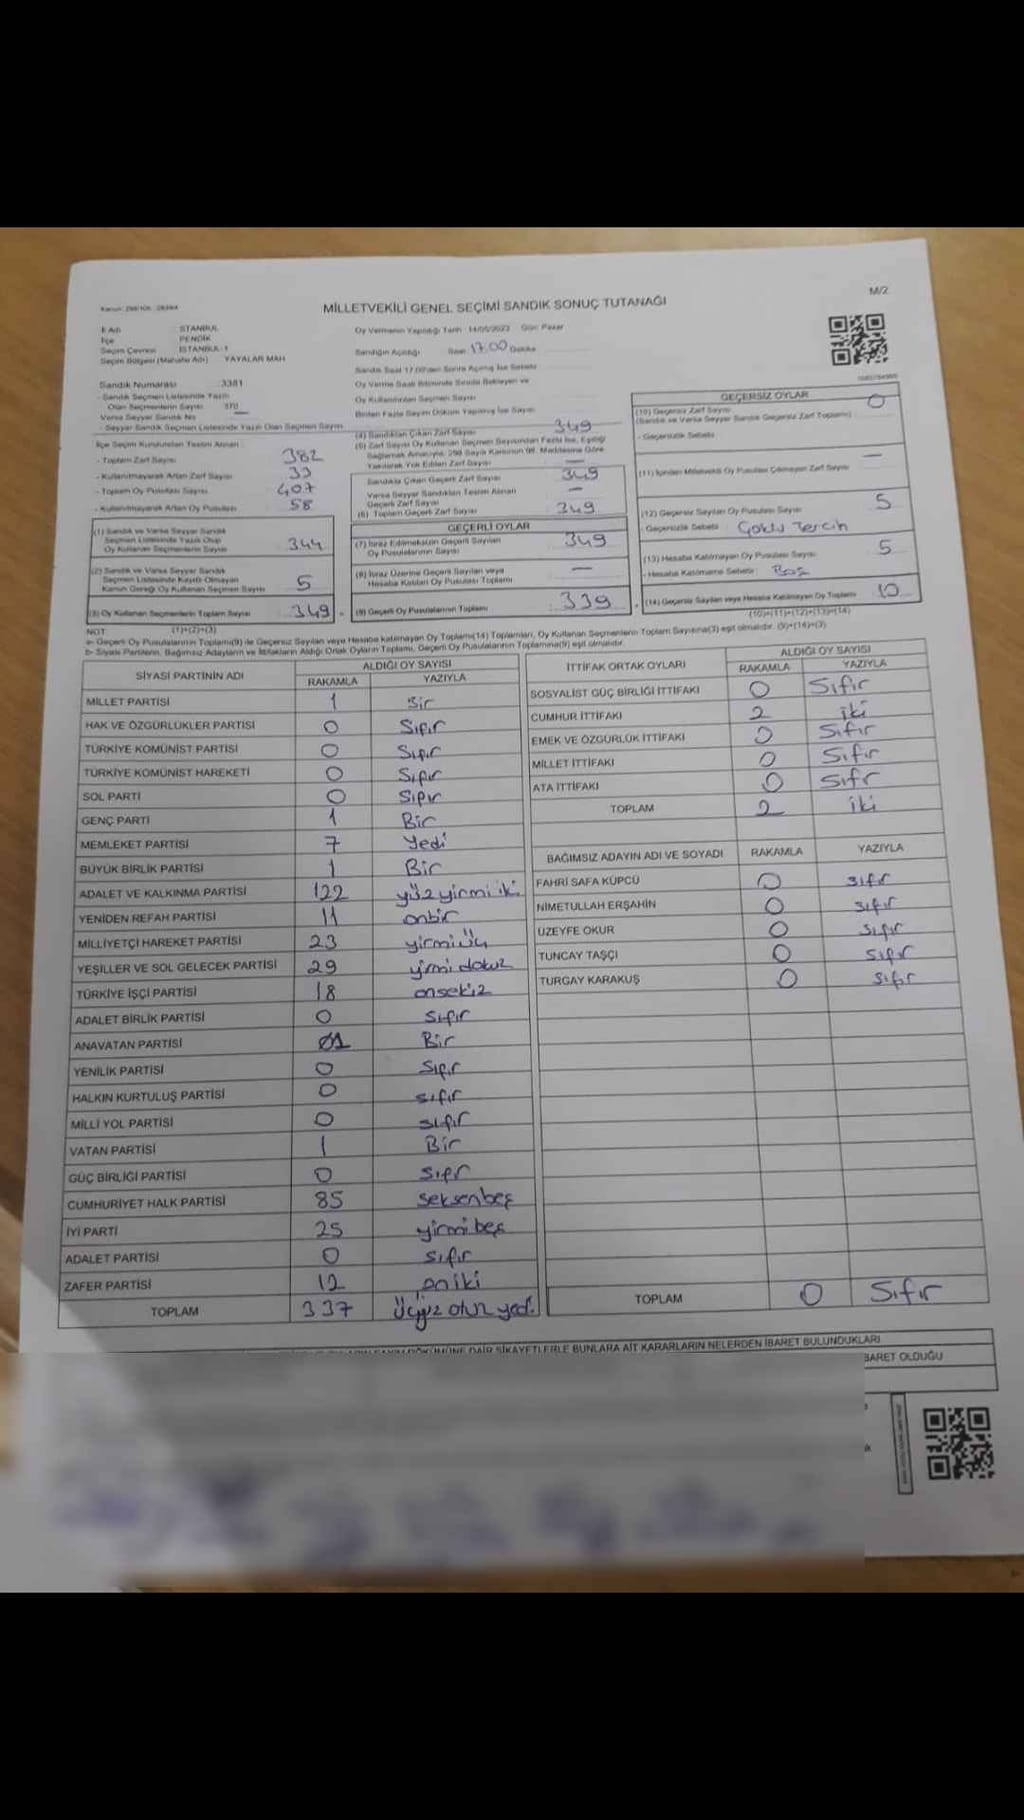 M/2
MİLLETVEKİLİ GENEL SEÇİMİ SANDIK SONUÇ TUTANAĞI
İl Adı İSTANBUL
İlçe PENDİK
Seçim Çevresi İSTANBUL-1
Seçim Bölgesi (Mahalle Adı) YAYALAR MAH
Oy Vermenin Yapıldığı Tarih 14/05/2023 Gün: Pazar
Sandığın Açıldığı Saat 17:00 Dakika
Sandık Saat 17.00'den Sonra Açılmış İse Sebebi
Oy Verme Saati Bitiminde Sırada Bekleyen ve
Oy Kullandırılan Seçmen Sayısı
Birden Fazla Sayım Döküm Yapılmış İse Sayısı
Sandık Numarası 3381
- Sandık Seçmen Listesinde Yazılı
Olan Seçmenlerin Sayısı 370
Varsa Seyyar Sandık No —
- Seyyar Sandık Seçmen Listesinde Yazılı Olan Seçmen Sayısı
İlçe Seçim Kurulundan Teslim Alınan
- Toplam Zarf Sayısı 382
- Kullanılmayarak Artan Zarf Sayısı 33
- Toplam Oy Pusulası Sayısı 407
- Kullanılmayarak Artan Oy Pusulası 58
(1) Sandık ve Varsa Seyyar Sandık
Seçmen Listesinde Yazılı Olup
Oy Kullanan Seçmenlerin Sayısı 344
(2) Sandık ve Varsa Seyyar Sandık
Seçmen Listesinde Kayıtlı Olmayan
Kanun Gereği Oy Kullanan Seçmen Sayısı 5
(3) Oy Kullanan Seçmenlerin Toplam Sayısı 349
(1)+(2)=(3)
(4) Sandıktan Çıkan Zarf Sayısı 349
(5) Zarf Sayısı Oy Kullanan Seçmen Sayısından Fazla İse, Eşitliği
Sağlamak Amacıyla, 298 Sayılı Kanunun 98. Maddesine Göre
Yakılarak Yok Edilen Zarf Sayısı —
Sandıkta Çıkan Geçerli Zarf Sayısı 349
Varsa Seyyar Sandıktan Teslim Alınan
Geçerli Zarf Sayısı —
(6) Toplam Geçerli Zarf Sayısı 349
GEÇERLİ OYLAR
(7) İtiraz Edilmeksizin Geçerli Sayılan
Oy Pusulalarının Sayısı 349
(8) İtiraz Üzerine Geçerli Sayılan veya
Hesaba Katılan Oy Pusulası Toplamı —
(9) Geçerli Oy Pusulalarının Toplamı 339
GEÇERSİZ OYLAR
(10) Geçersiz Zarf Sayısı 0
(Sandık ve Varsa Seyyar Sandık Geçersiz Zarf Toplamı)
- Geçersizlik Sebebi
(11) İçinden Milletvekili Oy Pusulası Çıkmayan Zarf Sayısı —
(12) Geçersiz Sayılan Oy Pusulası Sayısı 5
- Geçersizlik Sebebi Çoklu Tercih
(13) Hesaba Katılmayan Oy Pusulası Sayısı 5
- Hesaba Katılmama Sebebi Boş
(14) Geçersiz Sayılan veya Hesaba Katılmayan Oy Toplamı 10
(10)+(11)+(12)+(13)=(14)
NOT:
a- Geçerli Oy Pusulalarının Toplamı(9) ile Geçersiz Sayılan veya Hesaba katılmayan Oy Toplamı(14) Toplamları, Oy Kullanan Seçmenlerin Toplam Sayısına(3) eşit olmalıdır. (9)+(14)=(3)
b- Siyasi Partilerin, Bağımsız Adayların ve İttifakların Aldığı Ortak Oyların Toplamı, Geçerli Oy Pusulalarının Toplamına(9) eşit olmalıdır.
SİYASİ PARTİNİN ADI ALDIĞI OY SAYISI
RAKAMLA YAZIYLA
MİLLET PARTİSİ 1 Bir
HAK VE ÖZGÜRLÜKLER PARTİSİ 0 Sıfır
TÜRKİYE KOMÜNİST PARTİSİ 0 Sıfır
TÜRKİYE KOMÜNİST HAREKETİ 0 Sıfır
SOL PARTİ 0 Sıfır
GENÇ PARTİ 1 Bir
MEMLEKET PARTİSİ 7 Yedi
BÜYÜK BİRLİK PARTİSİ 1 Bir
ADALET VE KALKINMA PARTİSİ 122 yüz yirmi iki
YENİDEN REFAH PARTİSİ 11 onbir
MİLLİYETÇİ HAREKET PARTİSİ 23 yirmiüç
YEŞİLLER VE SOL GELECEK PARTİSİ 29 yirmi dokuz
TÜRKİYE İŞÇİ PARTİSİ 18 onsekiz
ADALET BİRLİK PARTİSİ 0 Sıfır
ANAVATAN PARTİSİ 01 Bir
YENİLİK PARTİSİ 0 Sıfır
HALKIN KURTULUŞ PARTİSİ 0 sıfır
MİLLİ YOL PARTİSİ 0 sıfır
VATAN PARTİSİ 1 Bir
GÜÇ BİRLİĞİ PARTİSİ 0 Sıfır
CUMHURİYET HALK PARTİSİ 85 seksenbeş
İYİ PARTİ 25 yirmibeş
ADALET PARTİSİ 0 sıfır
ZAFER PARTİSİ 12 oniki
TOPLAM 337 Üçyüz otuz yedi
İTTİFAK ORTAK OYLARI ALDIĞI OY SAYISI
RAKAMLA YAZIYLA
SOSYALİST GÜÇ BİRLİĞİ İTTİFAKI 0 Sıfır
CUMHUR İTTİFAKI 2 iki
EMEK VE ÖZGÜRLÜK İTTİFAKI 0 Sıfır
MİLLET İTTİFAKI 0 Sıfır
ATA İTTİFAKI 0 Sıfır
TOPLAM 2 iki
BAĞIMSIZ ADAYIN ADI VE SOYADI RAKAMLA YAZIYLA
FAHRİ SAFA KÜPCÜ 0 sıfır
NİMETULLAH ERŞAHİN 0 sıfır
ÜZEYFE OKUR 0 sıfır
TUNCAY TAŞÇI 0 sıfır
TURGAY KARAKUŞ 0 sıfır
TOPLAM 0 Sıfır
DAİR ŞİKAYETLERLE BUNLARA AİT KARARLARIN NELERDEN İBARET BULUNDUKLARI
İBARET OLDUĞU